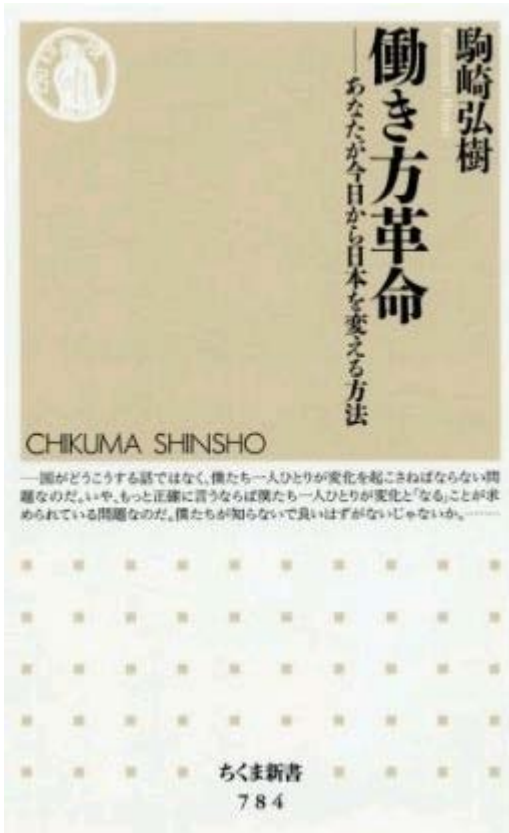 駒崎弘樹
働き方革命
──あなたが今日から日本を変える方法
CHIKUMA SHINSHO
──国がどうこうする話ではなく、僕たち一人ひとりが変化を起こさねばならない問
題なのだ。いや、もっと正確に言うならば僕たち一人ひとりが変化と「なる」ことが求
められている問題なのだ。僕たちが知らないで良いはずがないじゃないか。……
ちくま新書
784